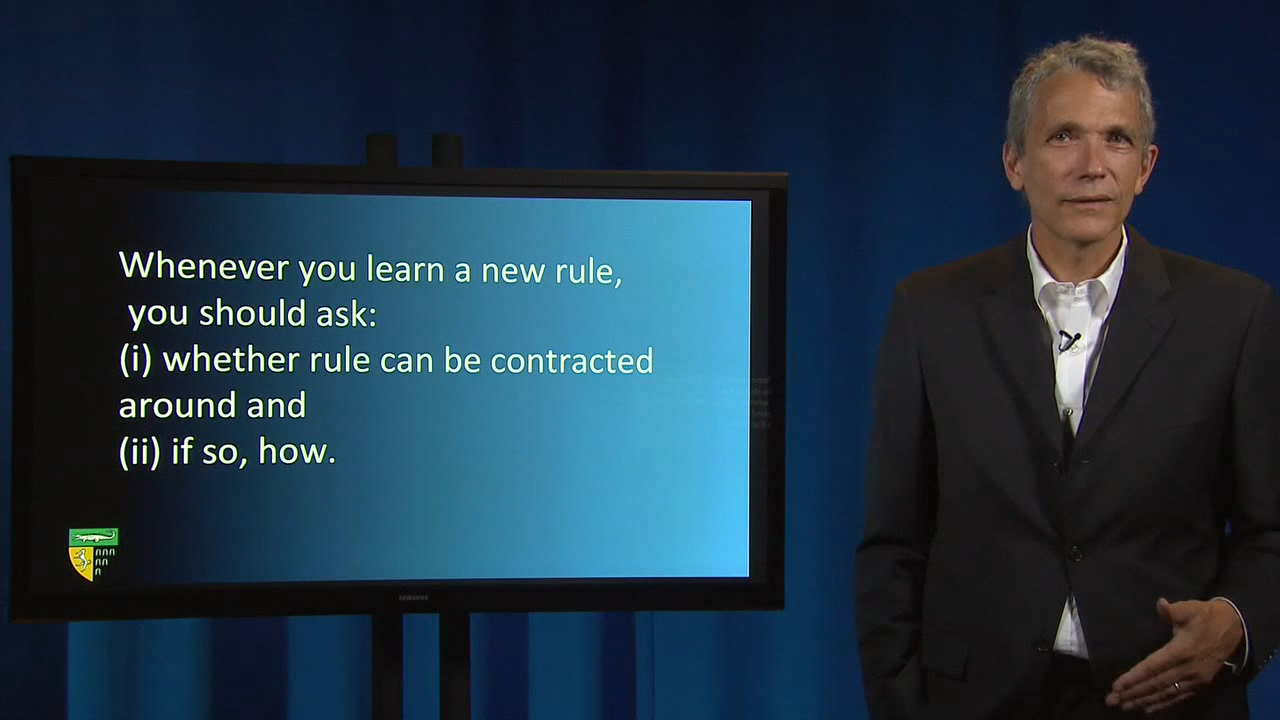 Whenever you learn a new rule,
you should ask:
(i) whether rule can be contracted
around and
(ii) if so, how.
SAMSUNG